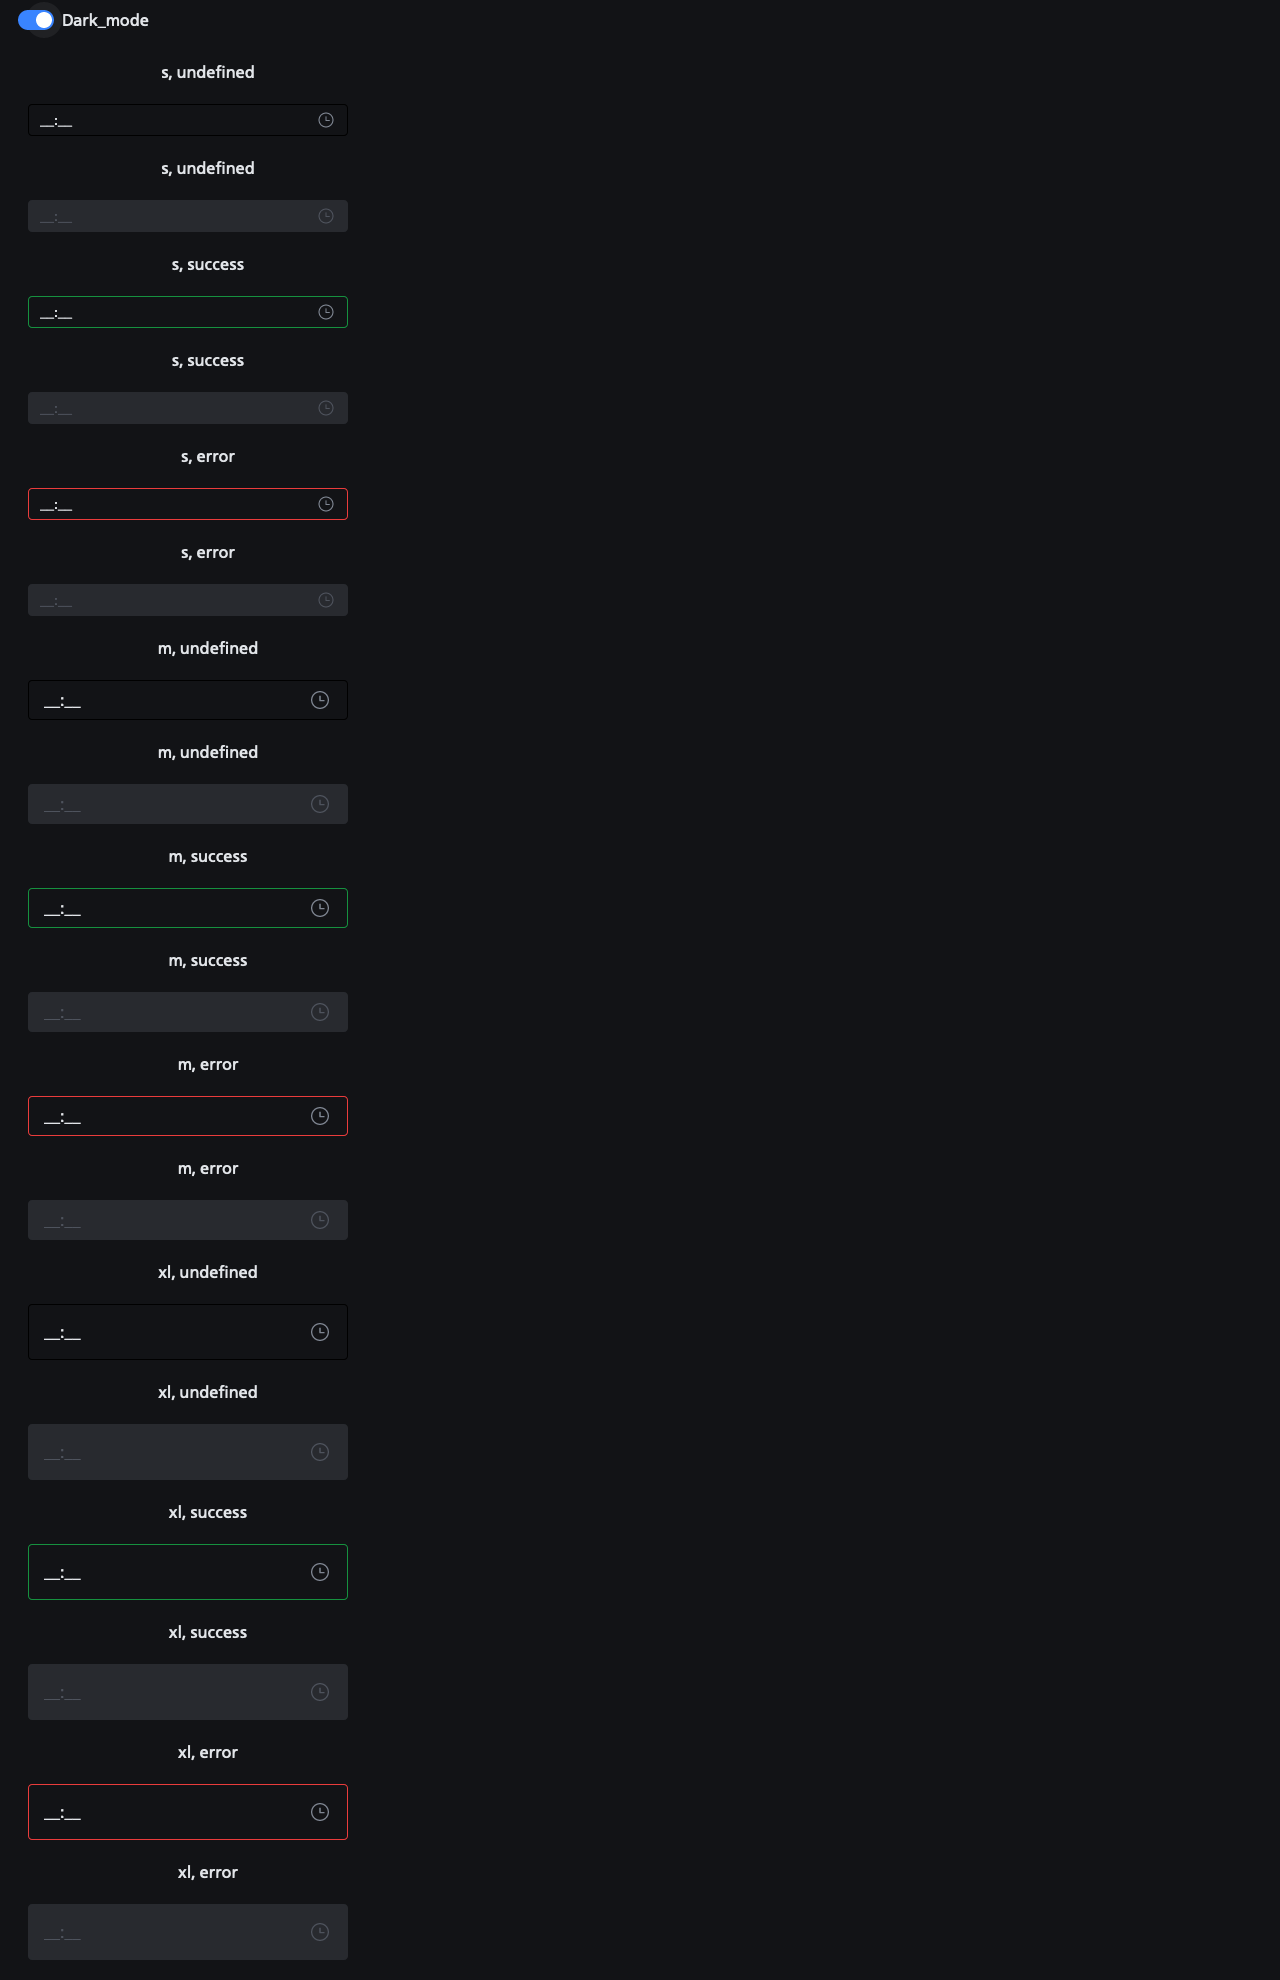 Dark_mode
s, undefined
__:__
s, undefined
__:__
s, success
__:__
s, success
__:__
s, error
__:__
s, error
__:__
m, undefined
__:__
m, undefined
__:__
m, success
__:__
m, success
__:__
m, error
__:__
m, error
__:__
xl, undefined
__:__
xl, undefined
__:__
xl, success
__:__
xl, success
__:__
xl, error
__:__
xl, error
__:__